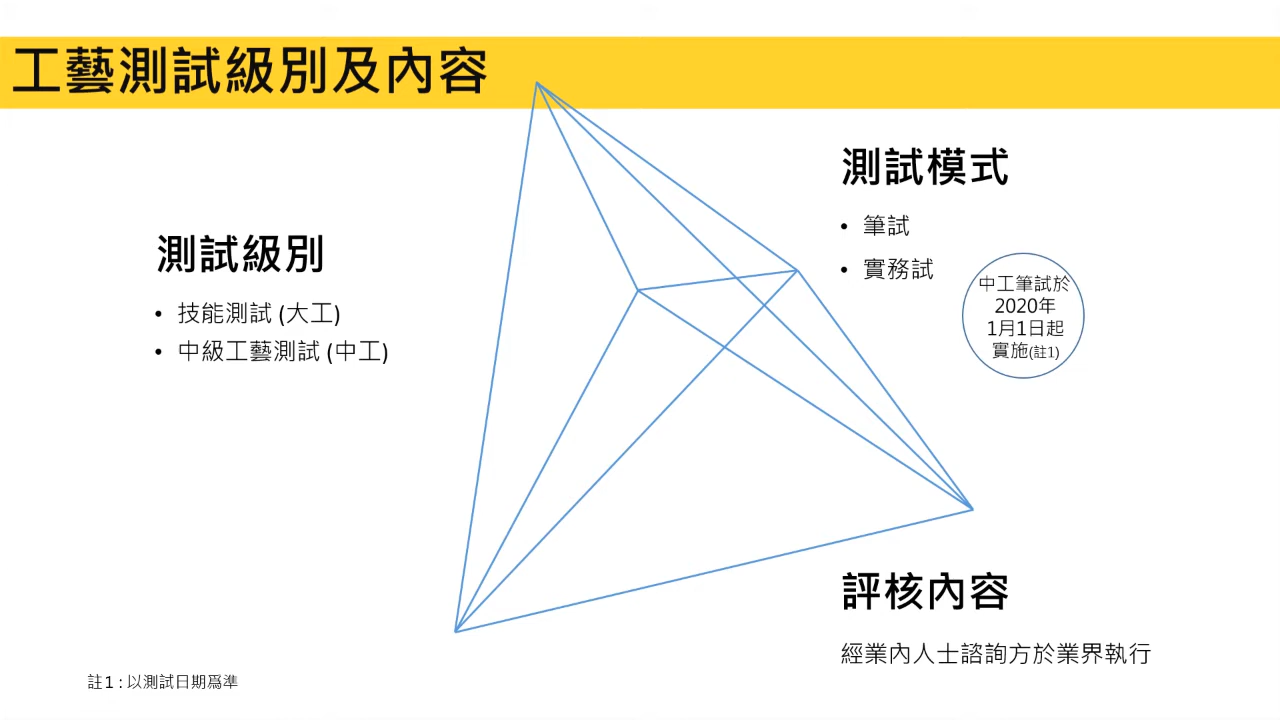 工藝測試級別及內容
測試級別
• 技能測試 (大工)
• 中級工藝測試 (中工)
測試模式
• 筆試
• 實務試
中工筆試於
2020年
1月1日起
實施(註1)
評核內容
經業內人士諮詢方於業界執行
註1 : 以測試日期爲準